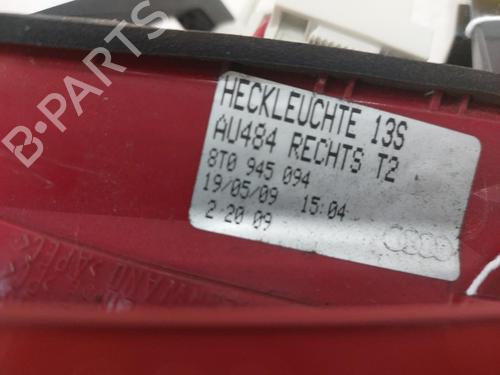 HECKLEUCHTE 13S
AU484 RECHTS T2
8T0 945 094
19/05/09 15:04
2 20 09
B-PARTS